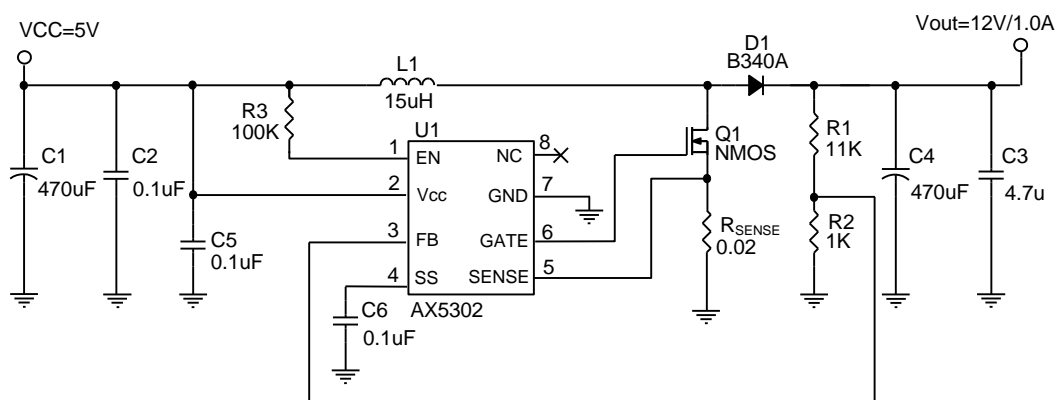 VCC=5V
Vout=12V/1.0A
D1
B340A
L1
15uH
R3
100K
U1
Q1
NMOS
R1
11K
C1
470uF
C2
0.1uF
1
EN
NC
8
C4
470uF
C3
4.7u
2
Vcc
GND
7
3
FB
GATE
6
RSENSE
0.02
R2
1K
C5
0.1uF
4
SS
SENSE
5
AX5302
C6
0.1uF